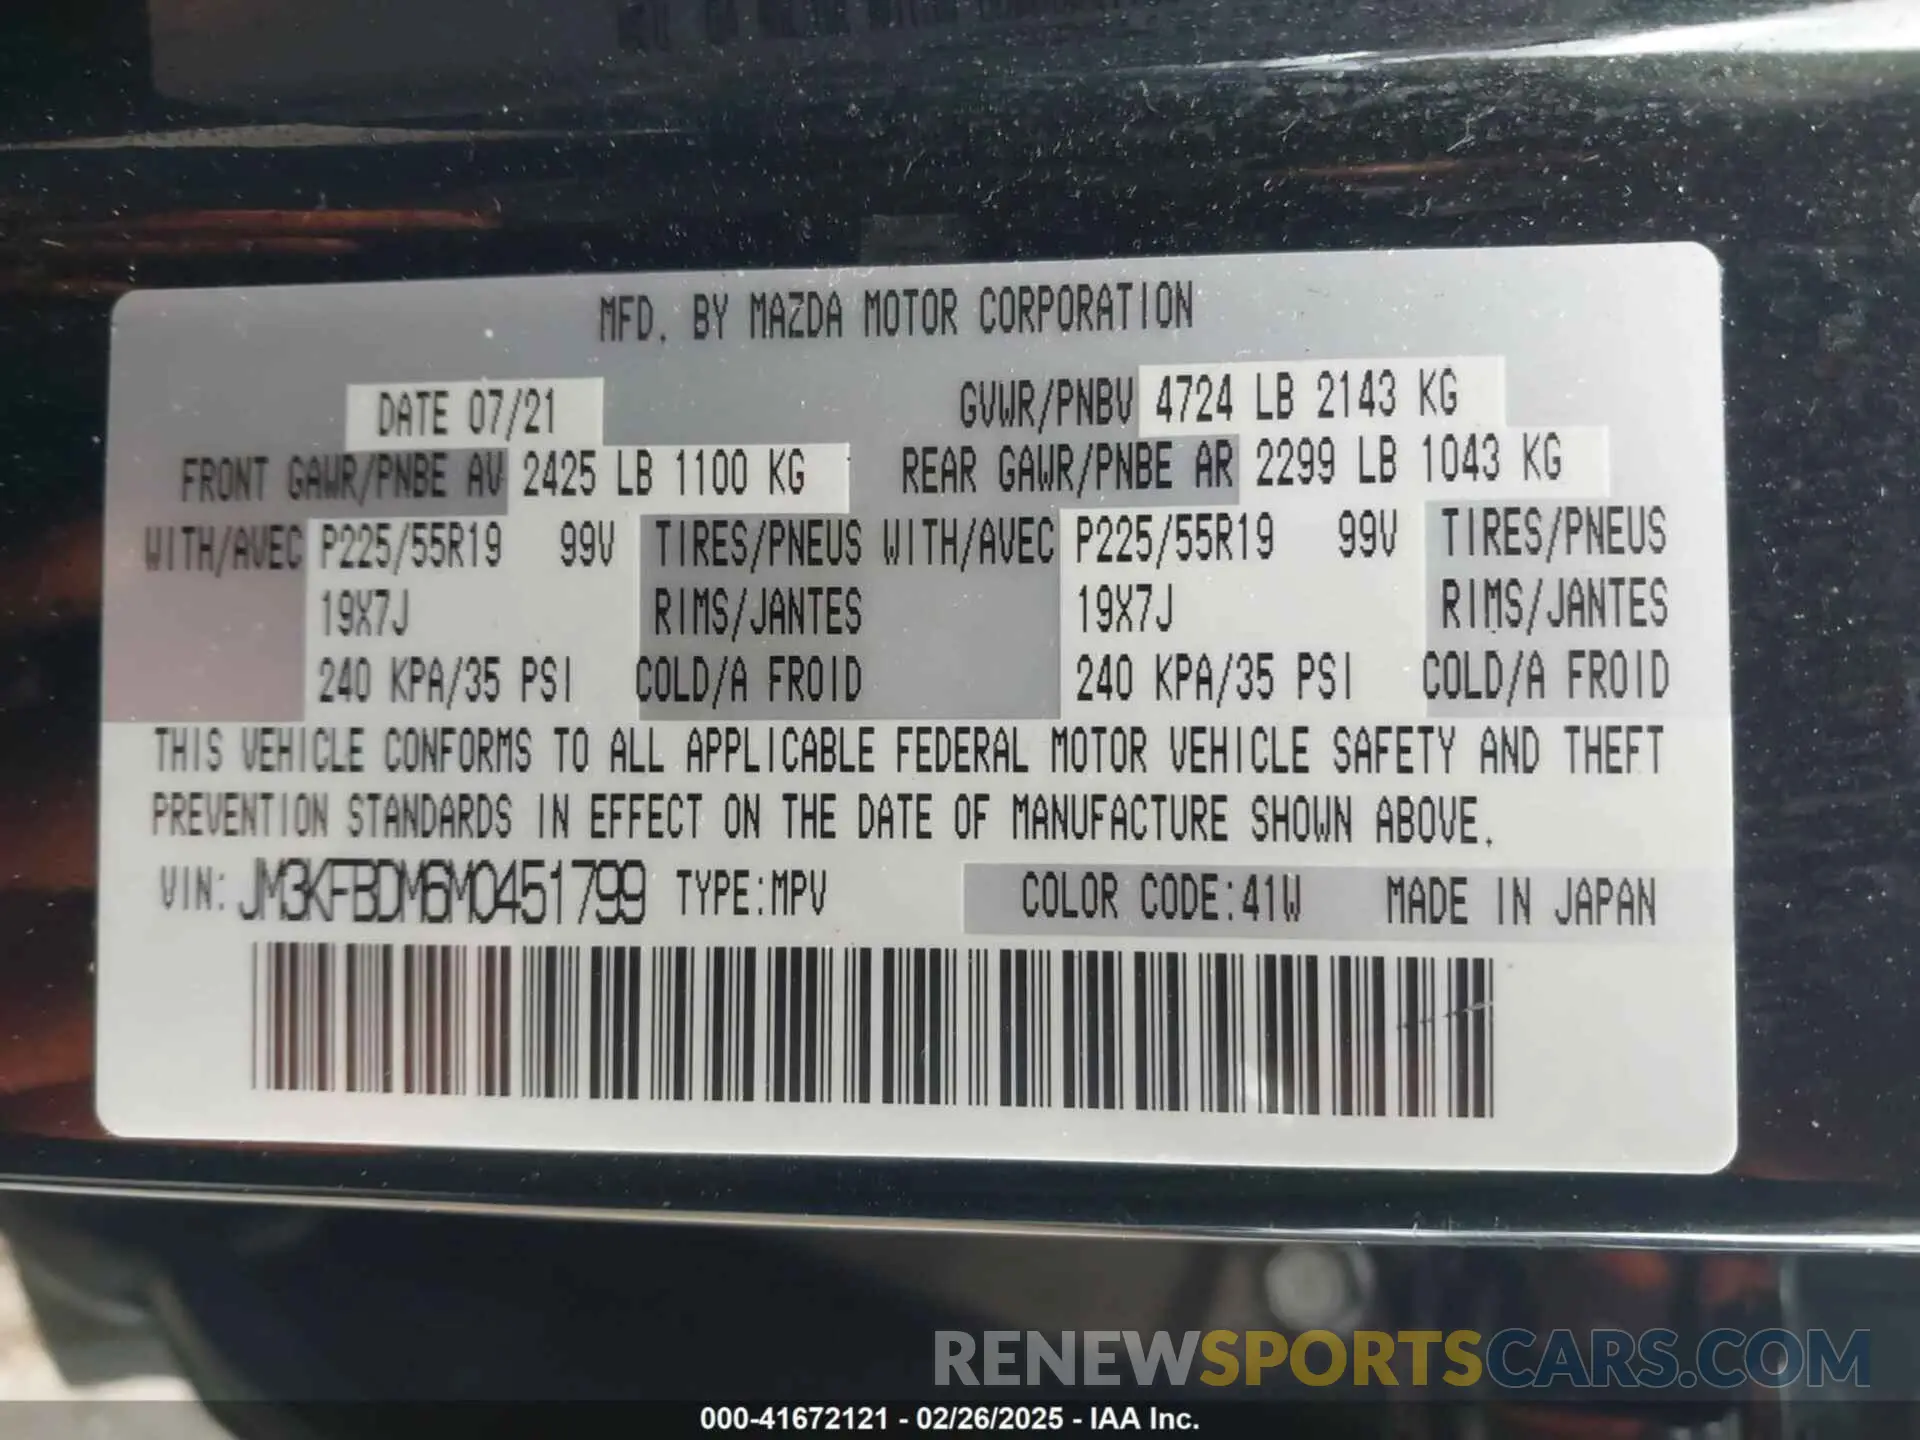 MFD. BY MAZDA MOTOR CORPORATION
DATE 07/21 GVWR/PNBV 4724 LB 2143 KG
FRONT GAWR/PNBE AV 2425 LB 1100 KG REAR GAWR/PNBE AR 2299 LB 1043 KG
WITH/AVEC P225/55R19 99V TIRES/PNEUS WITH/AVEC P225/55R19 99V TIRES/PNEUS
19X7J RIMS/JANTES 19X7J RIMS/JANTES
240 KPA/35 PSI COLD/A FROID 240 KPA/35 PSI COLD/A FROID
THIS VEHICLE CONFORMS TO ALL APPLICABLE FEDERAL MOTOR VEHICLE SAFETY AND THEFT
PREVENTION STANDARDS IN EFFECT ON THE DATE OF MANUFACTURE SHOWN ABOVE.
VIN: JM3KFBDM6M0451799 TYPE:MPV COLOR CODE:41W MADE IN JAPAN
RENEWSPORTSCARS.COM
000-41672121 - 02/26/2025 - IAA Inc.